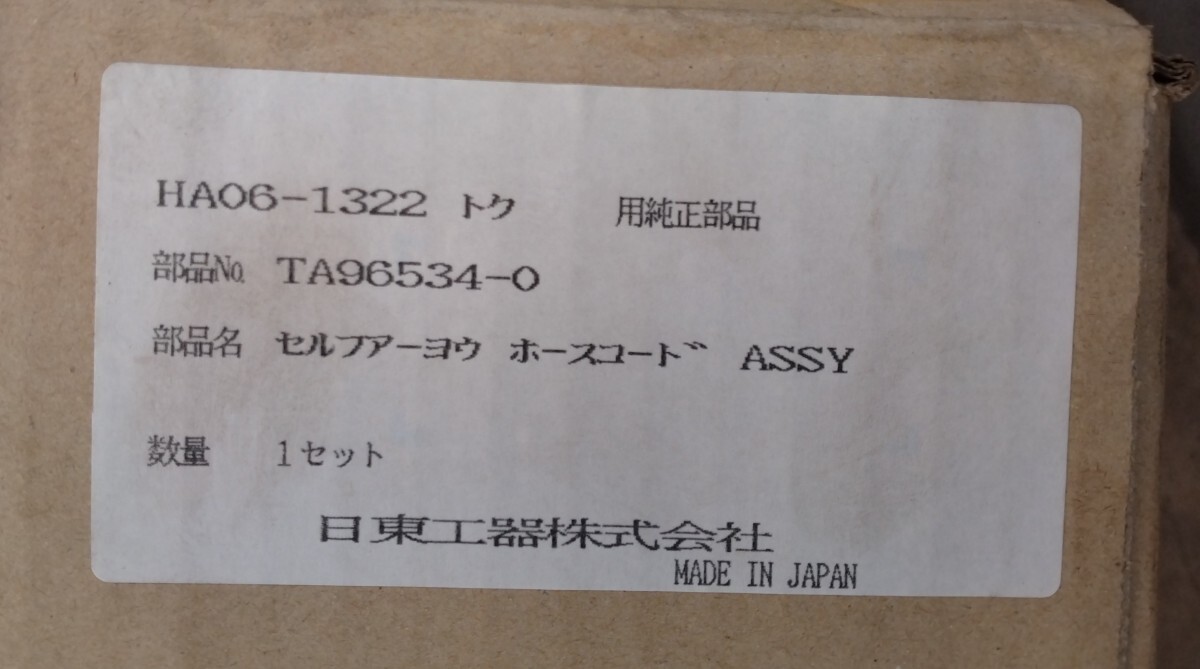 HA06-1322 トク 用純正部品
部品№ TA96534-0
部品名 セルフアーヨウ ホースコード゛ ASSY
数量 1セット
日東工器株式会社
MADE IN JAPAN